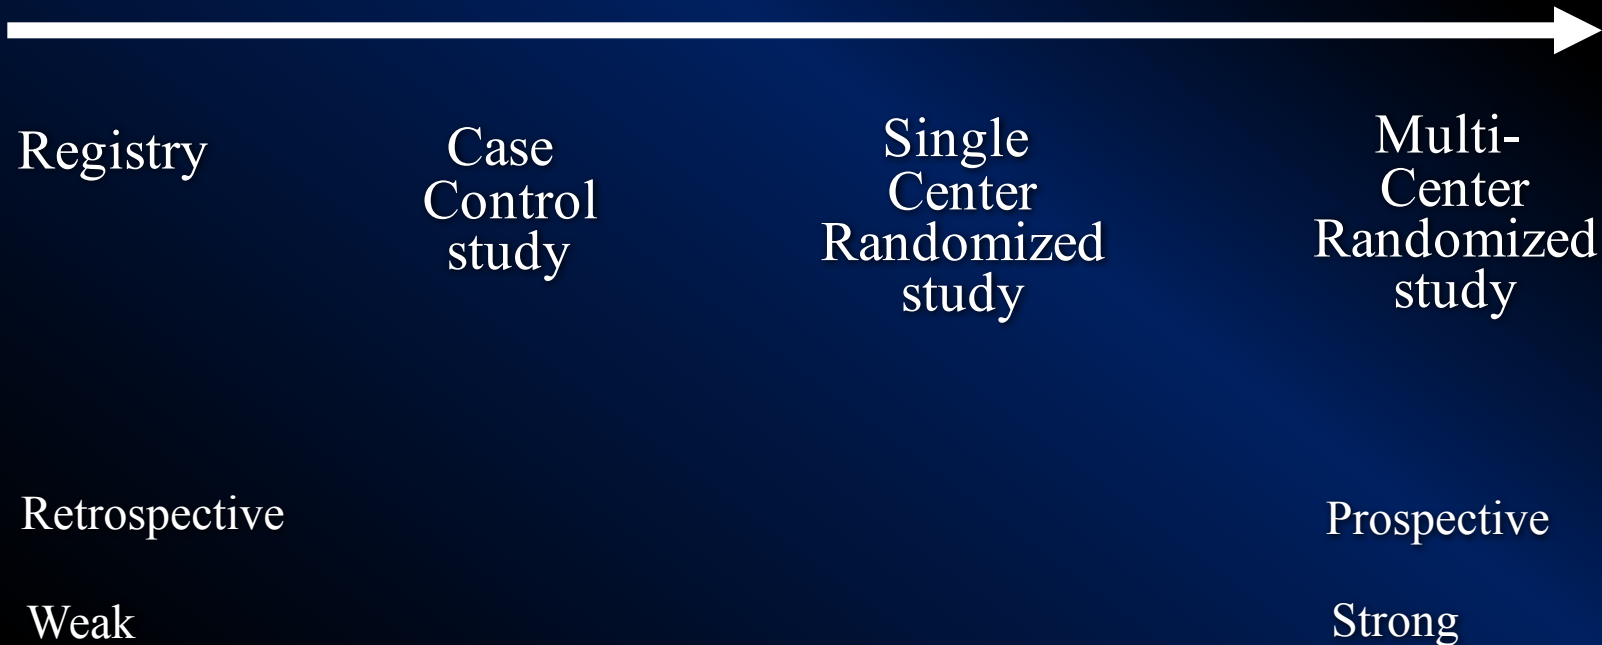 Registry
Case
Control
study
Single
Center
Randomized
study
Multi-
Center
Randomized
study
Retrospective
Prospective
Weak
Strong